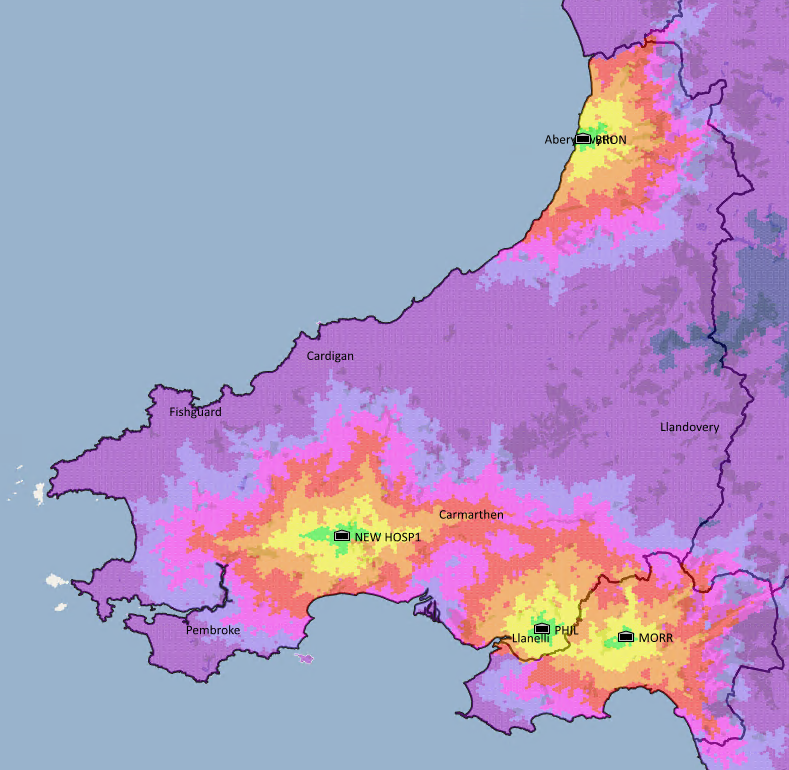 BRON
Cardigan
Fishguard
Llandovery
Carmarthen
NEW HOSP1
Pembroke
PHIL
Llanelli
MORR